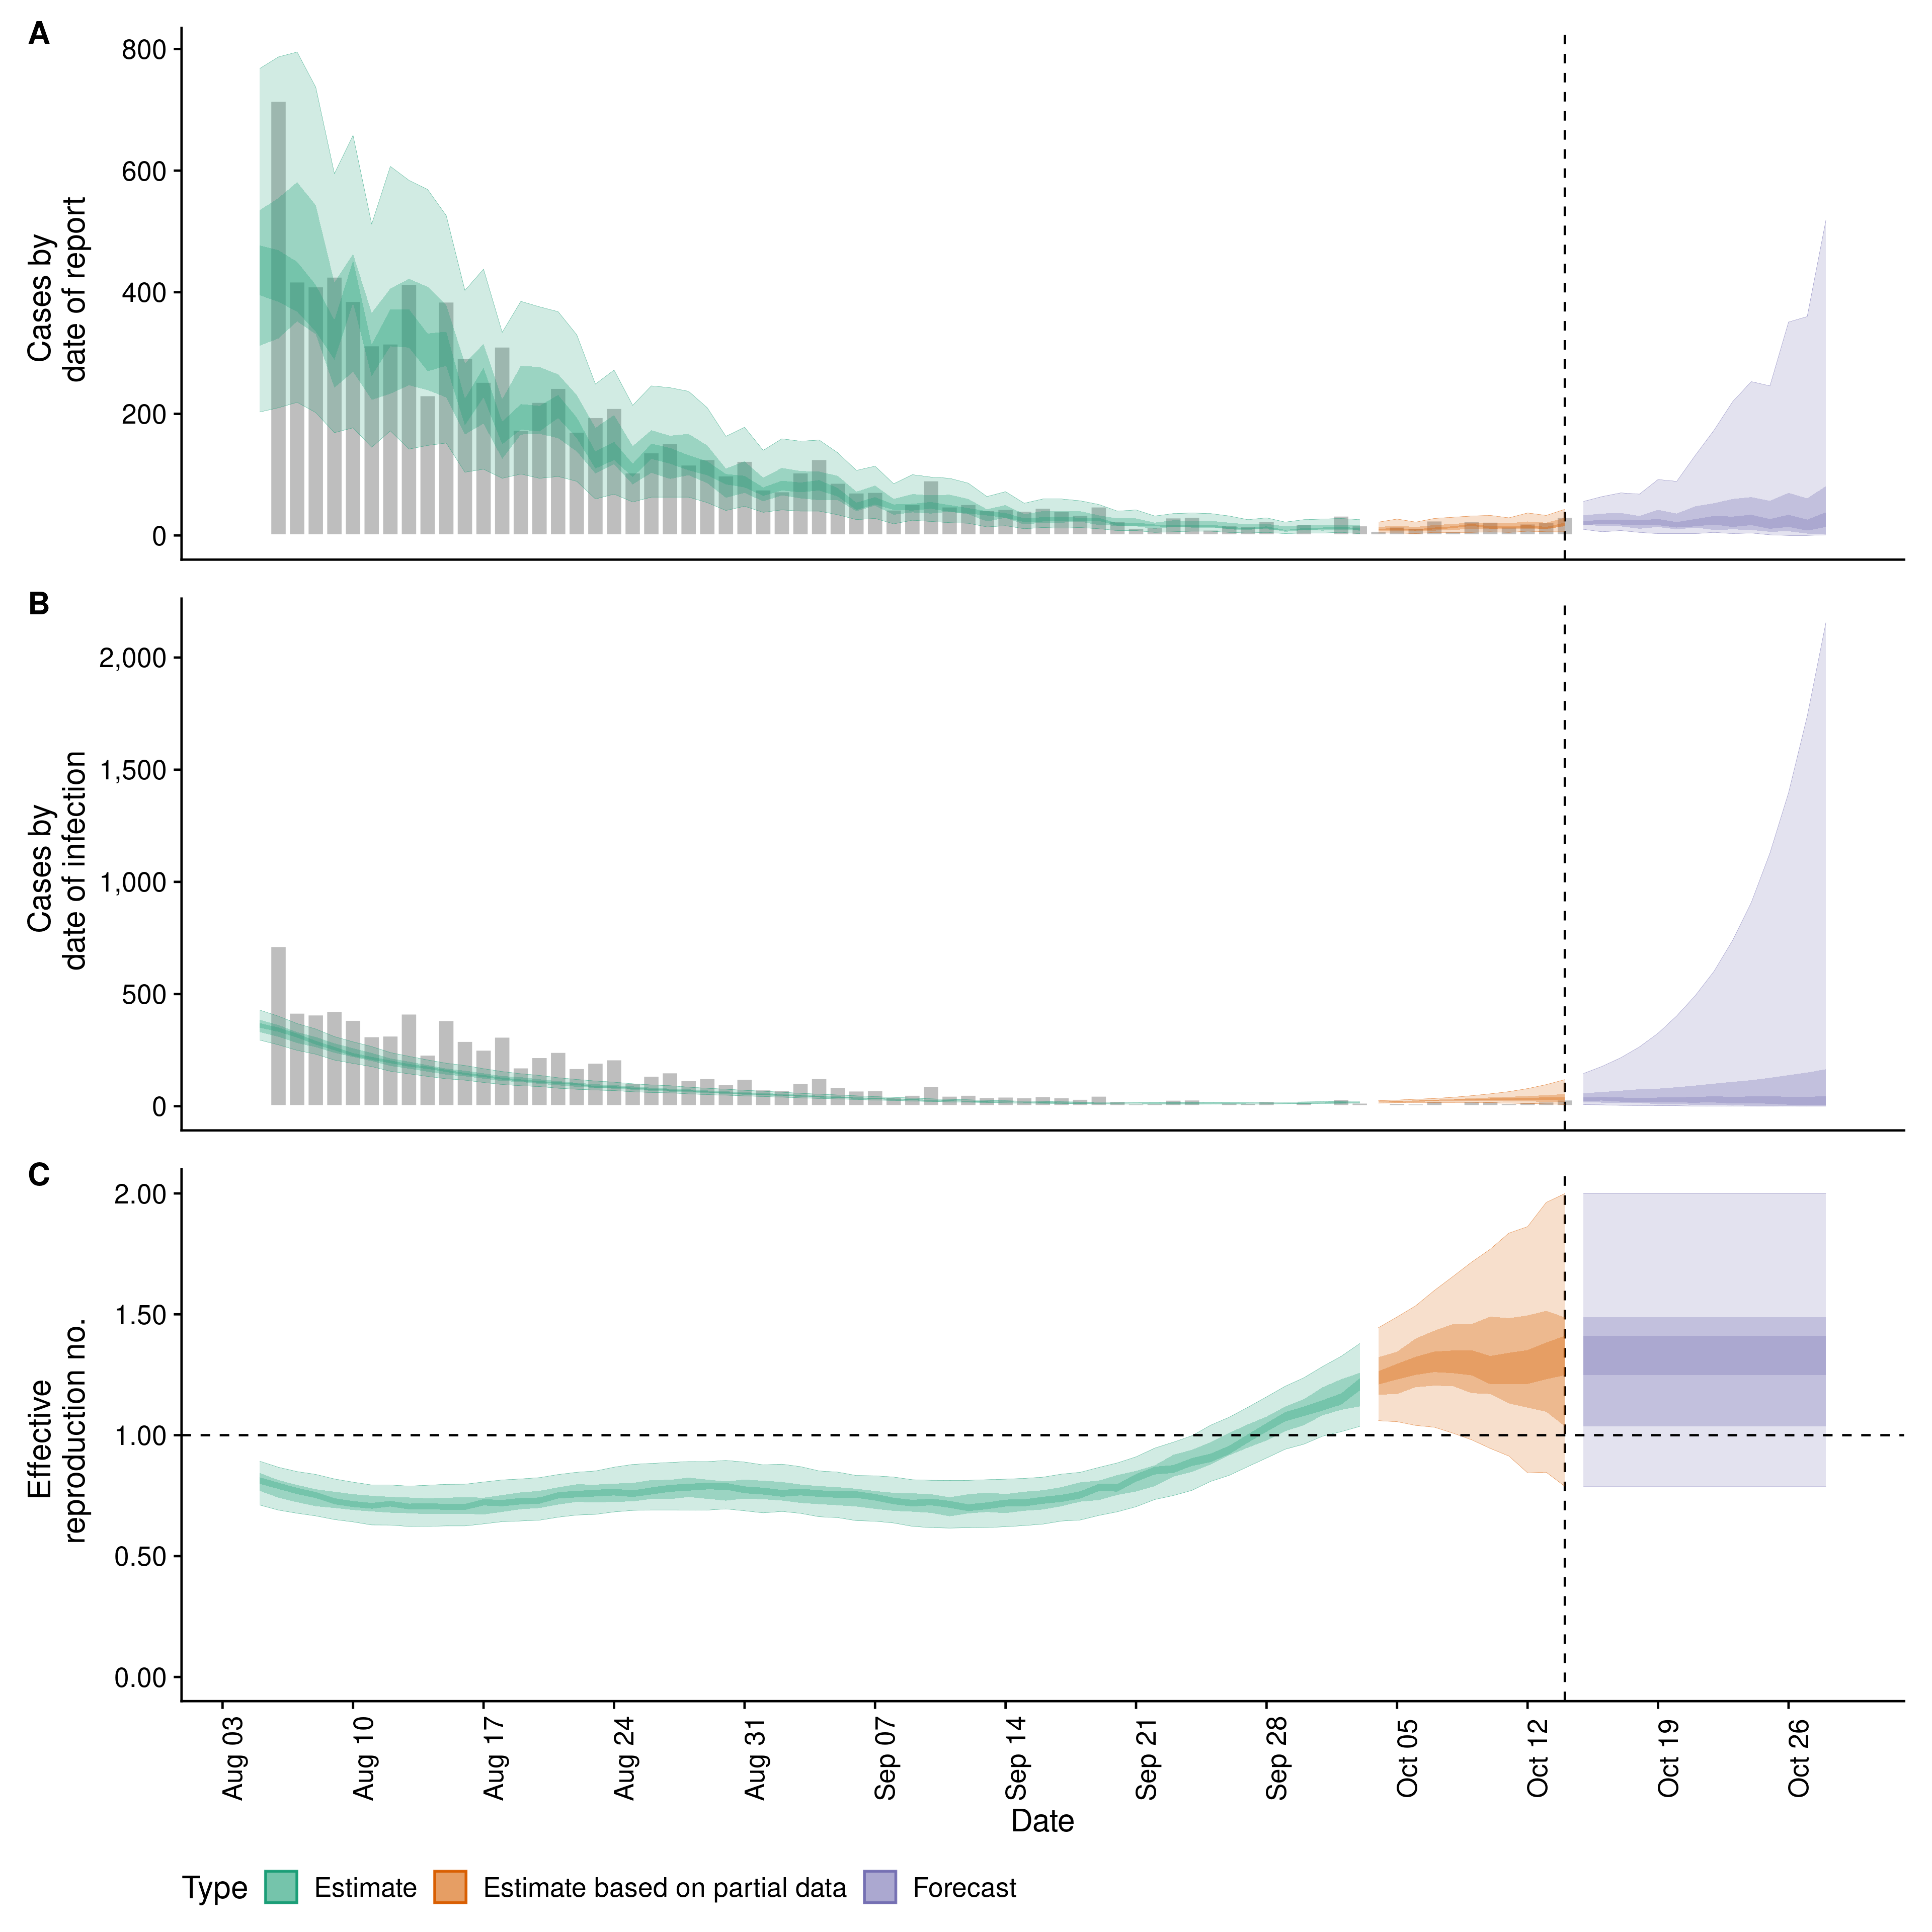 A
Cases by
date of report
800
600
400
200
0
B
Cases by
date of infection
2,000
1,500
1,000
500
0
C
Effective
reproduction no.
2.00
1.50
1.00
0.50
0.00
Aug 03
Aug 10
Aug 17
Aug 24
Aug 31
Sep 07
Sep 14
Sep 21
Sep 28
Oct 05
Oct 12
Oct 19
Oct 26
Date
Type Estimate Estimate based on partial data Forecast